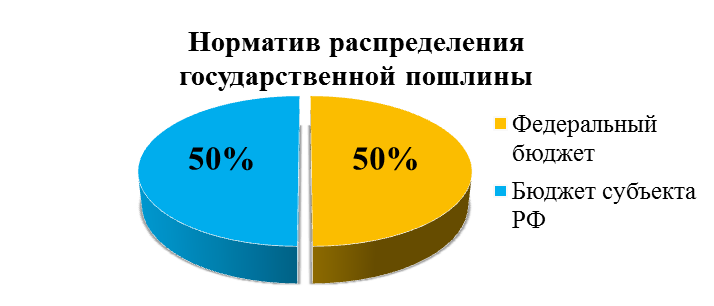 Норматив распределения
государственной пошлины
50%
50%
Федеральный
бюджет
Бюджет субъекта
РФ